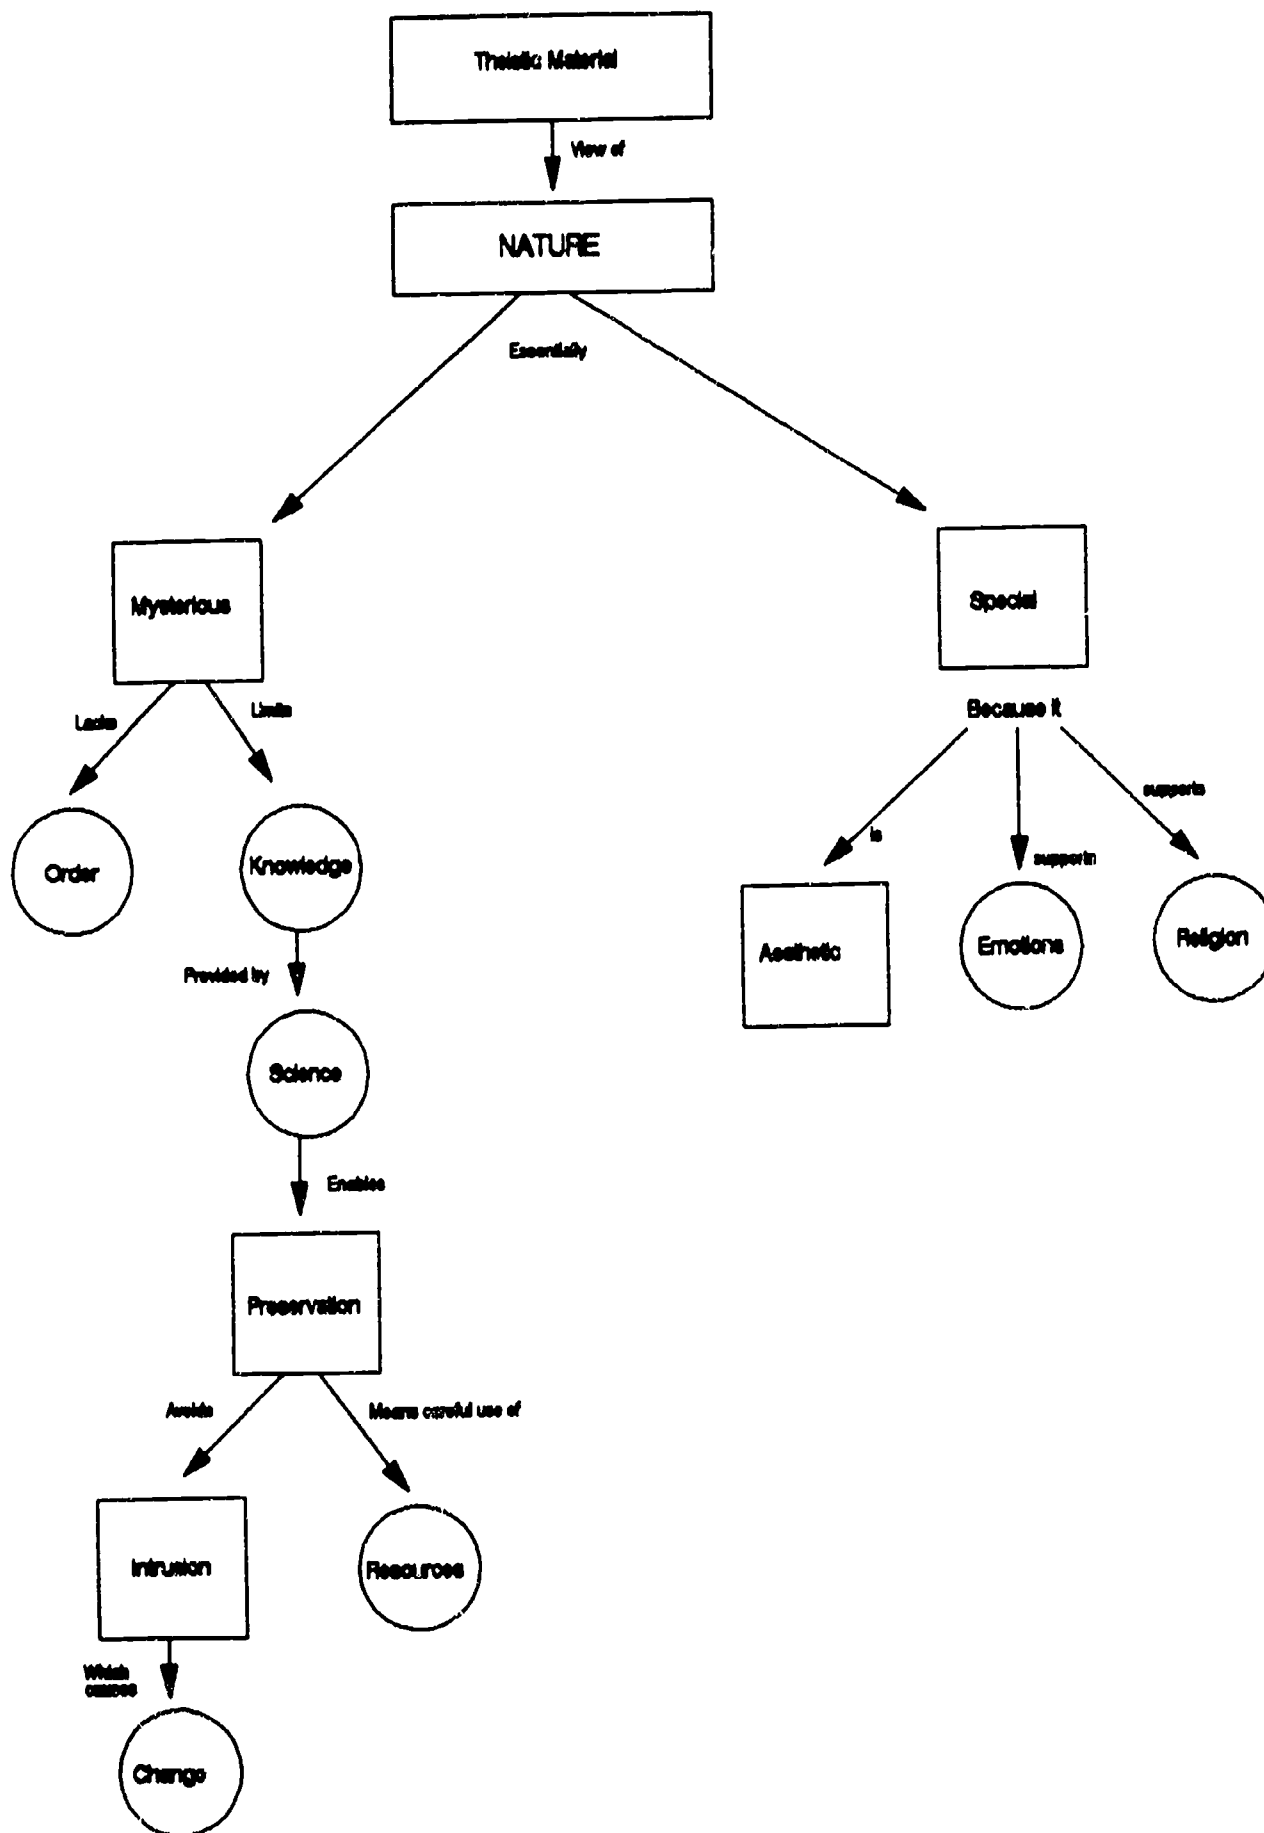 Theistic Material
View of
NATURE
Essentially
Mysterious
Special
Lacks
Limits
Because it
Order
Knowledge
is
supports
supports
Aesthetic
Emotions
Religion
Provided by
Science
Enables
Preservation
Avoids
Means careful use of
Intrusion
Resources
Which
causes
Change